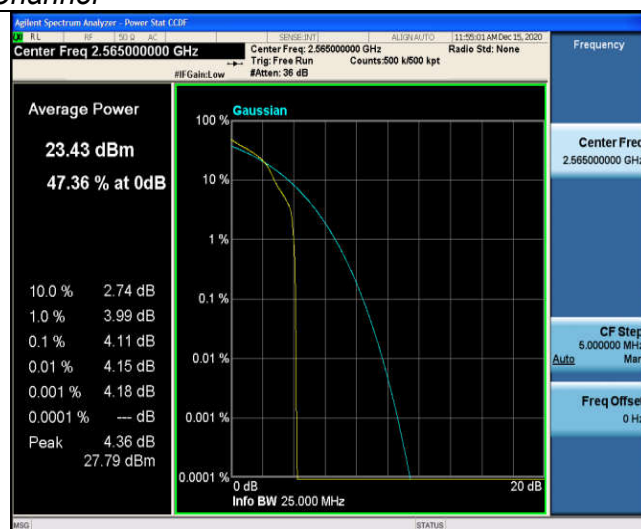 Agilent Spectrum Analyzer - Power Stat CCDF
RL RF 50 Ω AC SENSE:INT ALIGN AUTO 11:55:01 AM Dec 15, 2020
Center Freq 2.565000000 GHz
Center Freq: 2.565000000 GHz Radio Std: None
Trig: Free Run Counts:500 k/500 kpt
#IFGain:Low #Atten: 36 dB
Frequency
Average Power
23.43 dBm
47.36 % at 0dB
10.0 % 2.74 dB
1.0 % 3.99 dB
0.1 % 4.11 dB
0.01 % 4.15 dB
0.001 % 4.18 dB
0.0001 % --- dB
Peak 4.36 dB
27.79 dBm
Gaussian
100 %
10 %
1 %
0.1 %
0.01 %
0.001 %
0.0001 %
0 dB 20 dB
Info BW 25.000 MHz
Center Freq
2.565000000 GHz
CF Step
5.000000 MHz
Auto Man
Freq Offset
0 Hz
MSG STATUS